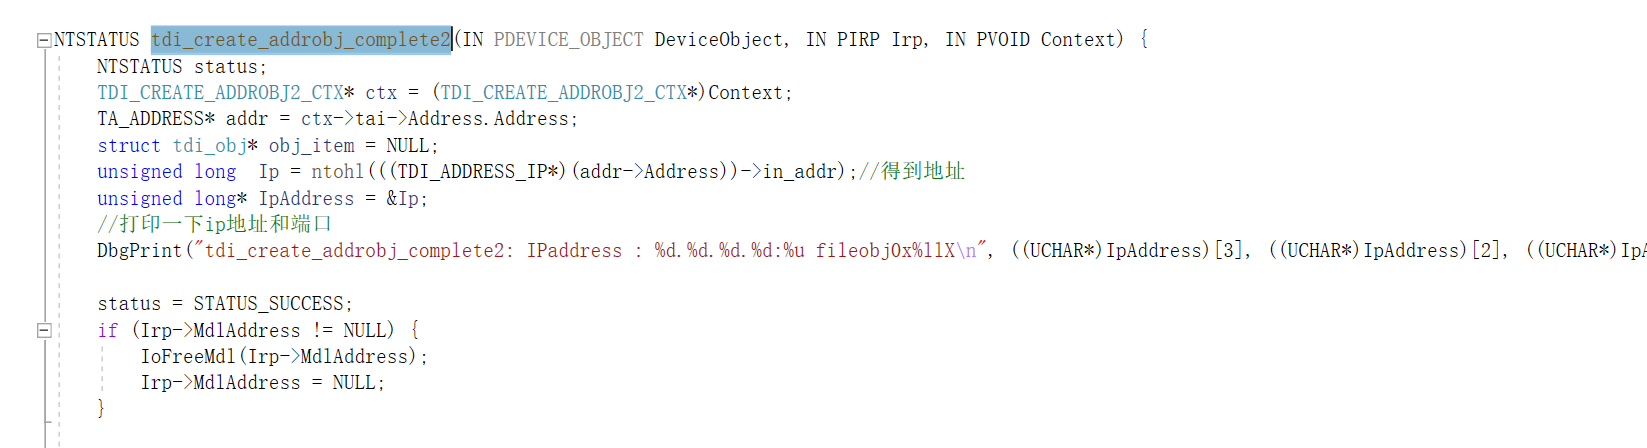 NTSTATUS tdi_create_addrobj_complete2(IN PDEVICE_OBJECT DeviceObject, IN PIRP Irp, IN PVOID Context) {
NTSTATUS status;
TDI_CREATE_ADDROBJ2_CTX* ctx = (TDI_CREATE_ADDROBJ2_CTX*)Context;
TA_ADDRESS* addr = ctx->tai->Address.Address;
struct tdi_obj* obj_item = NULL;
unsigned long  Ip = ntohl(((TDI_ADDRESS_IP*)(addr->Address))->in_addr);//得到地址
unsigned long* IpAddress = &Ip;
//打印一下ip地址和端口
DbgPrint("tdi_create_addrobj_complete2: IPaddress : %d.%d.%d.%d:%u fileobj0x%llX\n", ((UCHAR*)IpAddress)[3], ((UCHAR*)IpAddress)[2], ((UCHAR*)IpA
status = STATUS_SUCCESS;
if (Irp->MdlAddress != NULL) {
IoFreeMdl(Irp->MdlAddress);
Irp->MdlAddress = NULL;
}